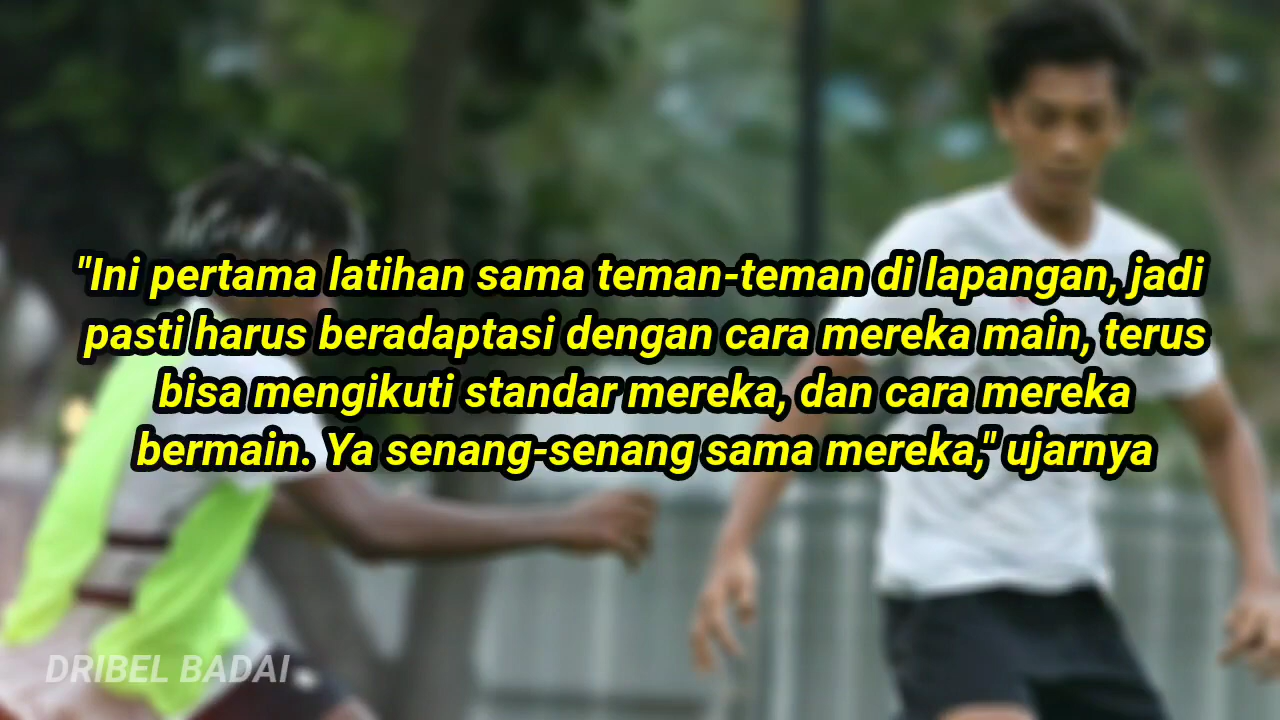 "Ini pertama latihan sama teman-teman di lapangan, jadi
pasti harus beradaptasi dengan cara mereka main, terus
bisa mengikuti standar mereka, dan cara mereka
bermain. Ya senang-senang sama mereka," ujarnya
DRIBEL BADAI